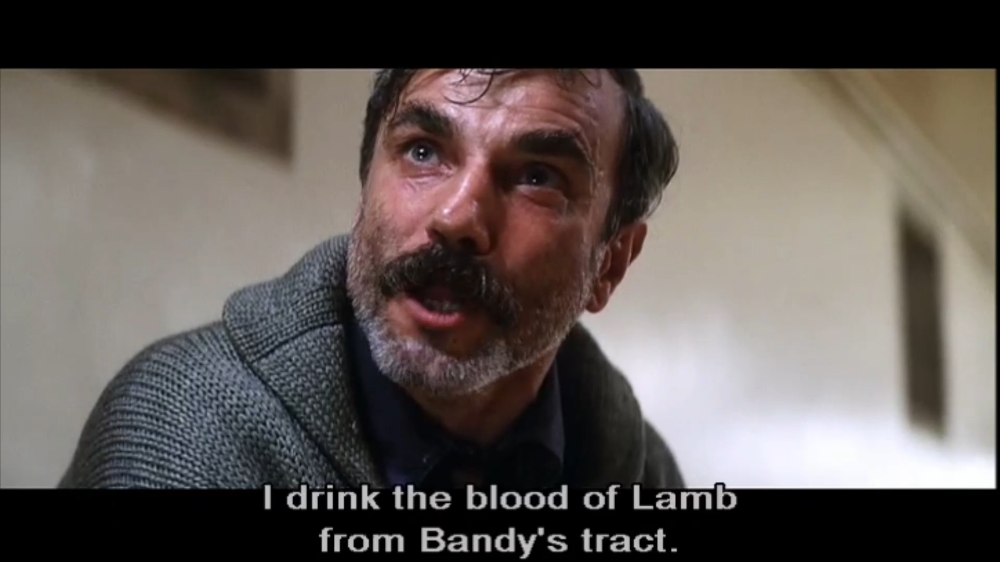 I drink the blood of Lamb
from Bandy's tract.